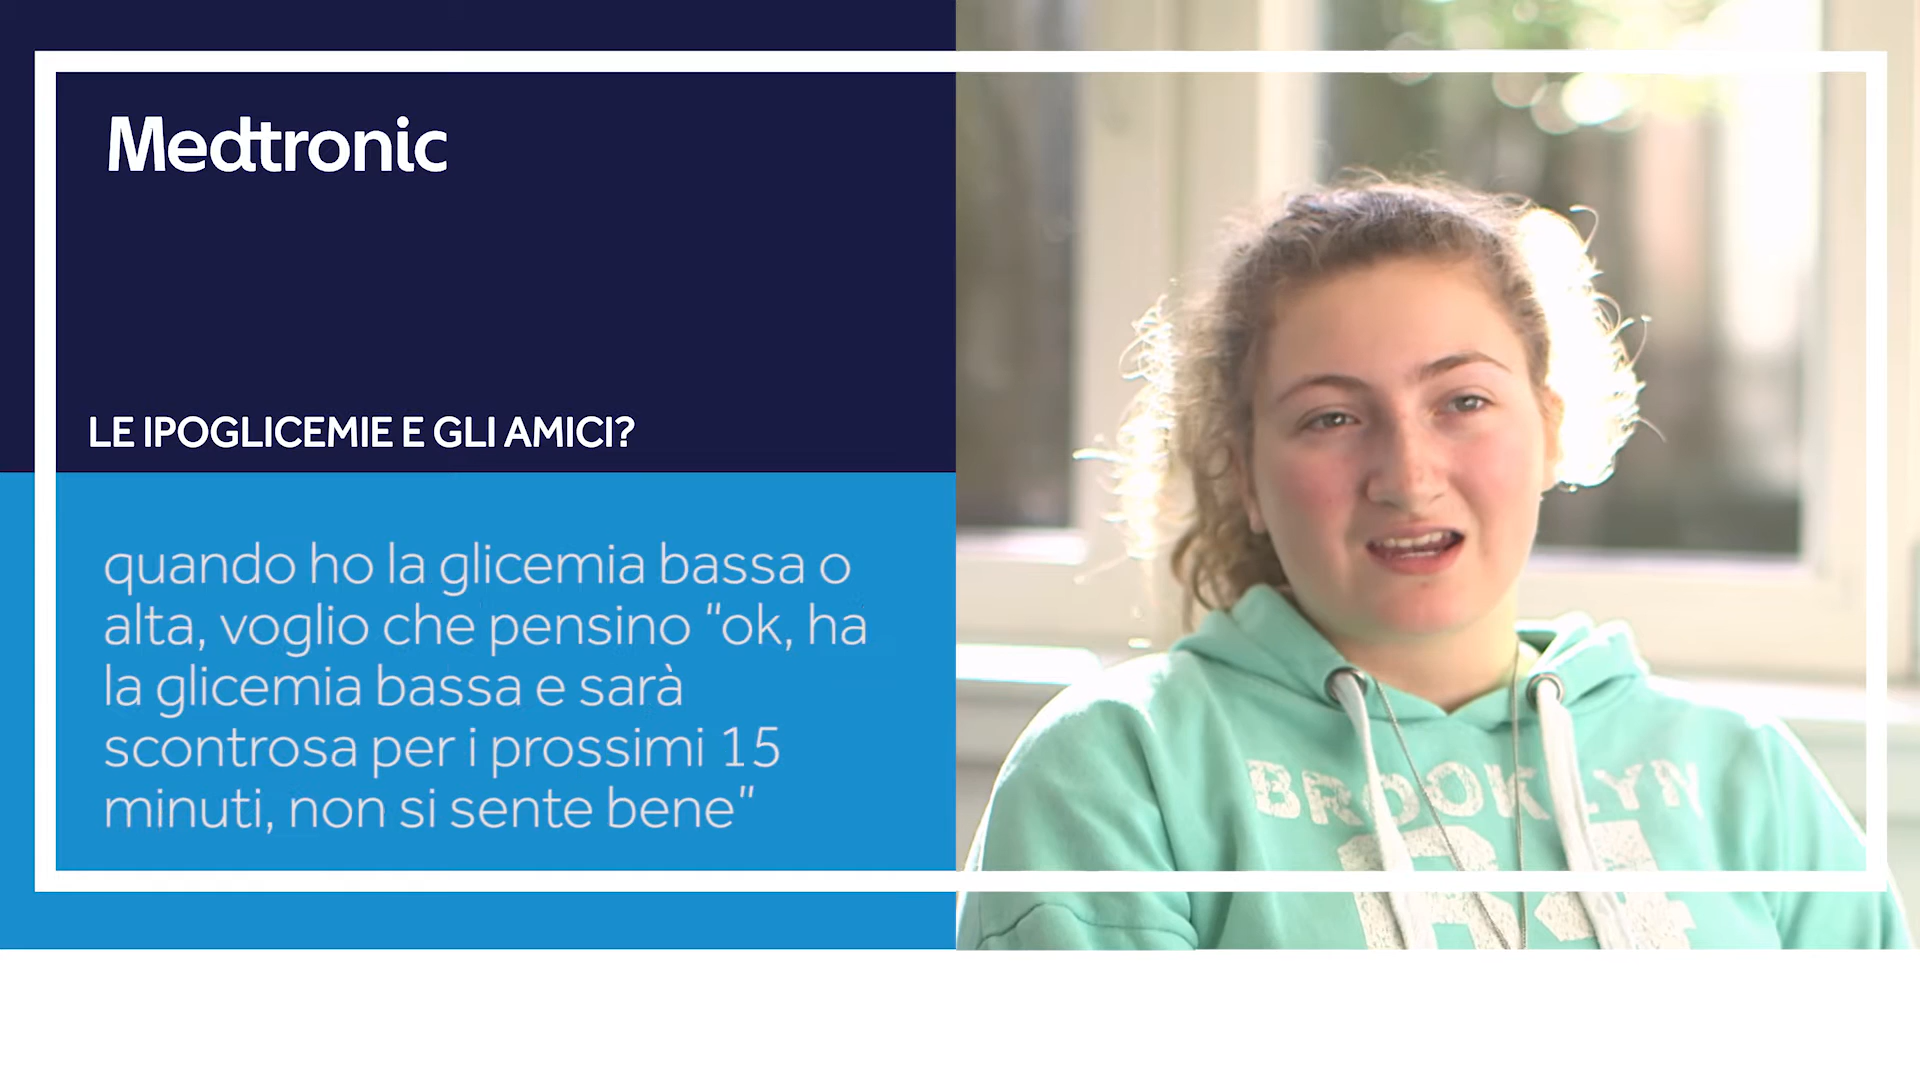 Medtronic
LE IPOGLICEMIE E GLI AMICI?
quando ho la glicemia bassa o
alta, voglio che pensino “ok, ha
la glicemia bassa e sarà
scontrosa per i prossimi 15
minuti, non si sente bene”
BROOKLYN